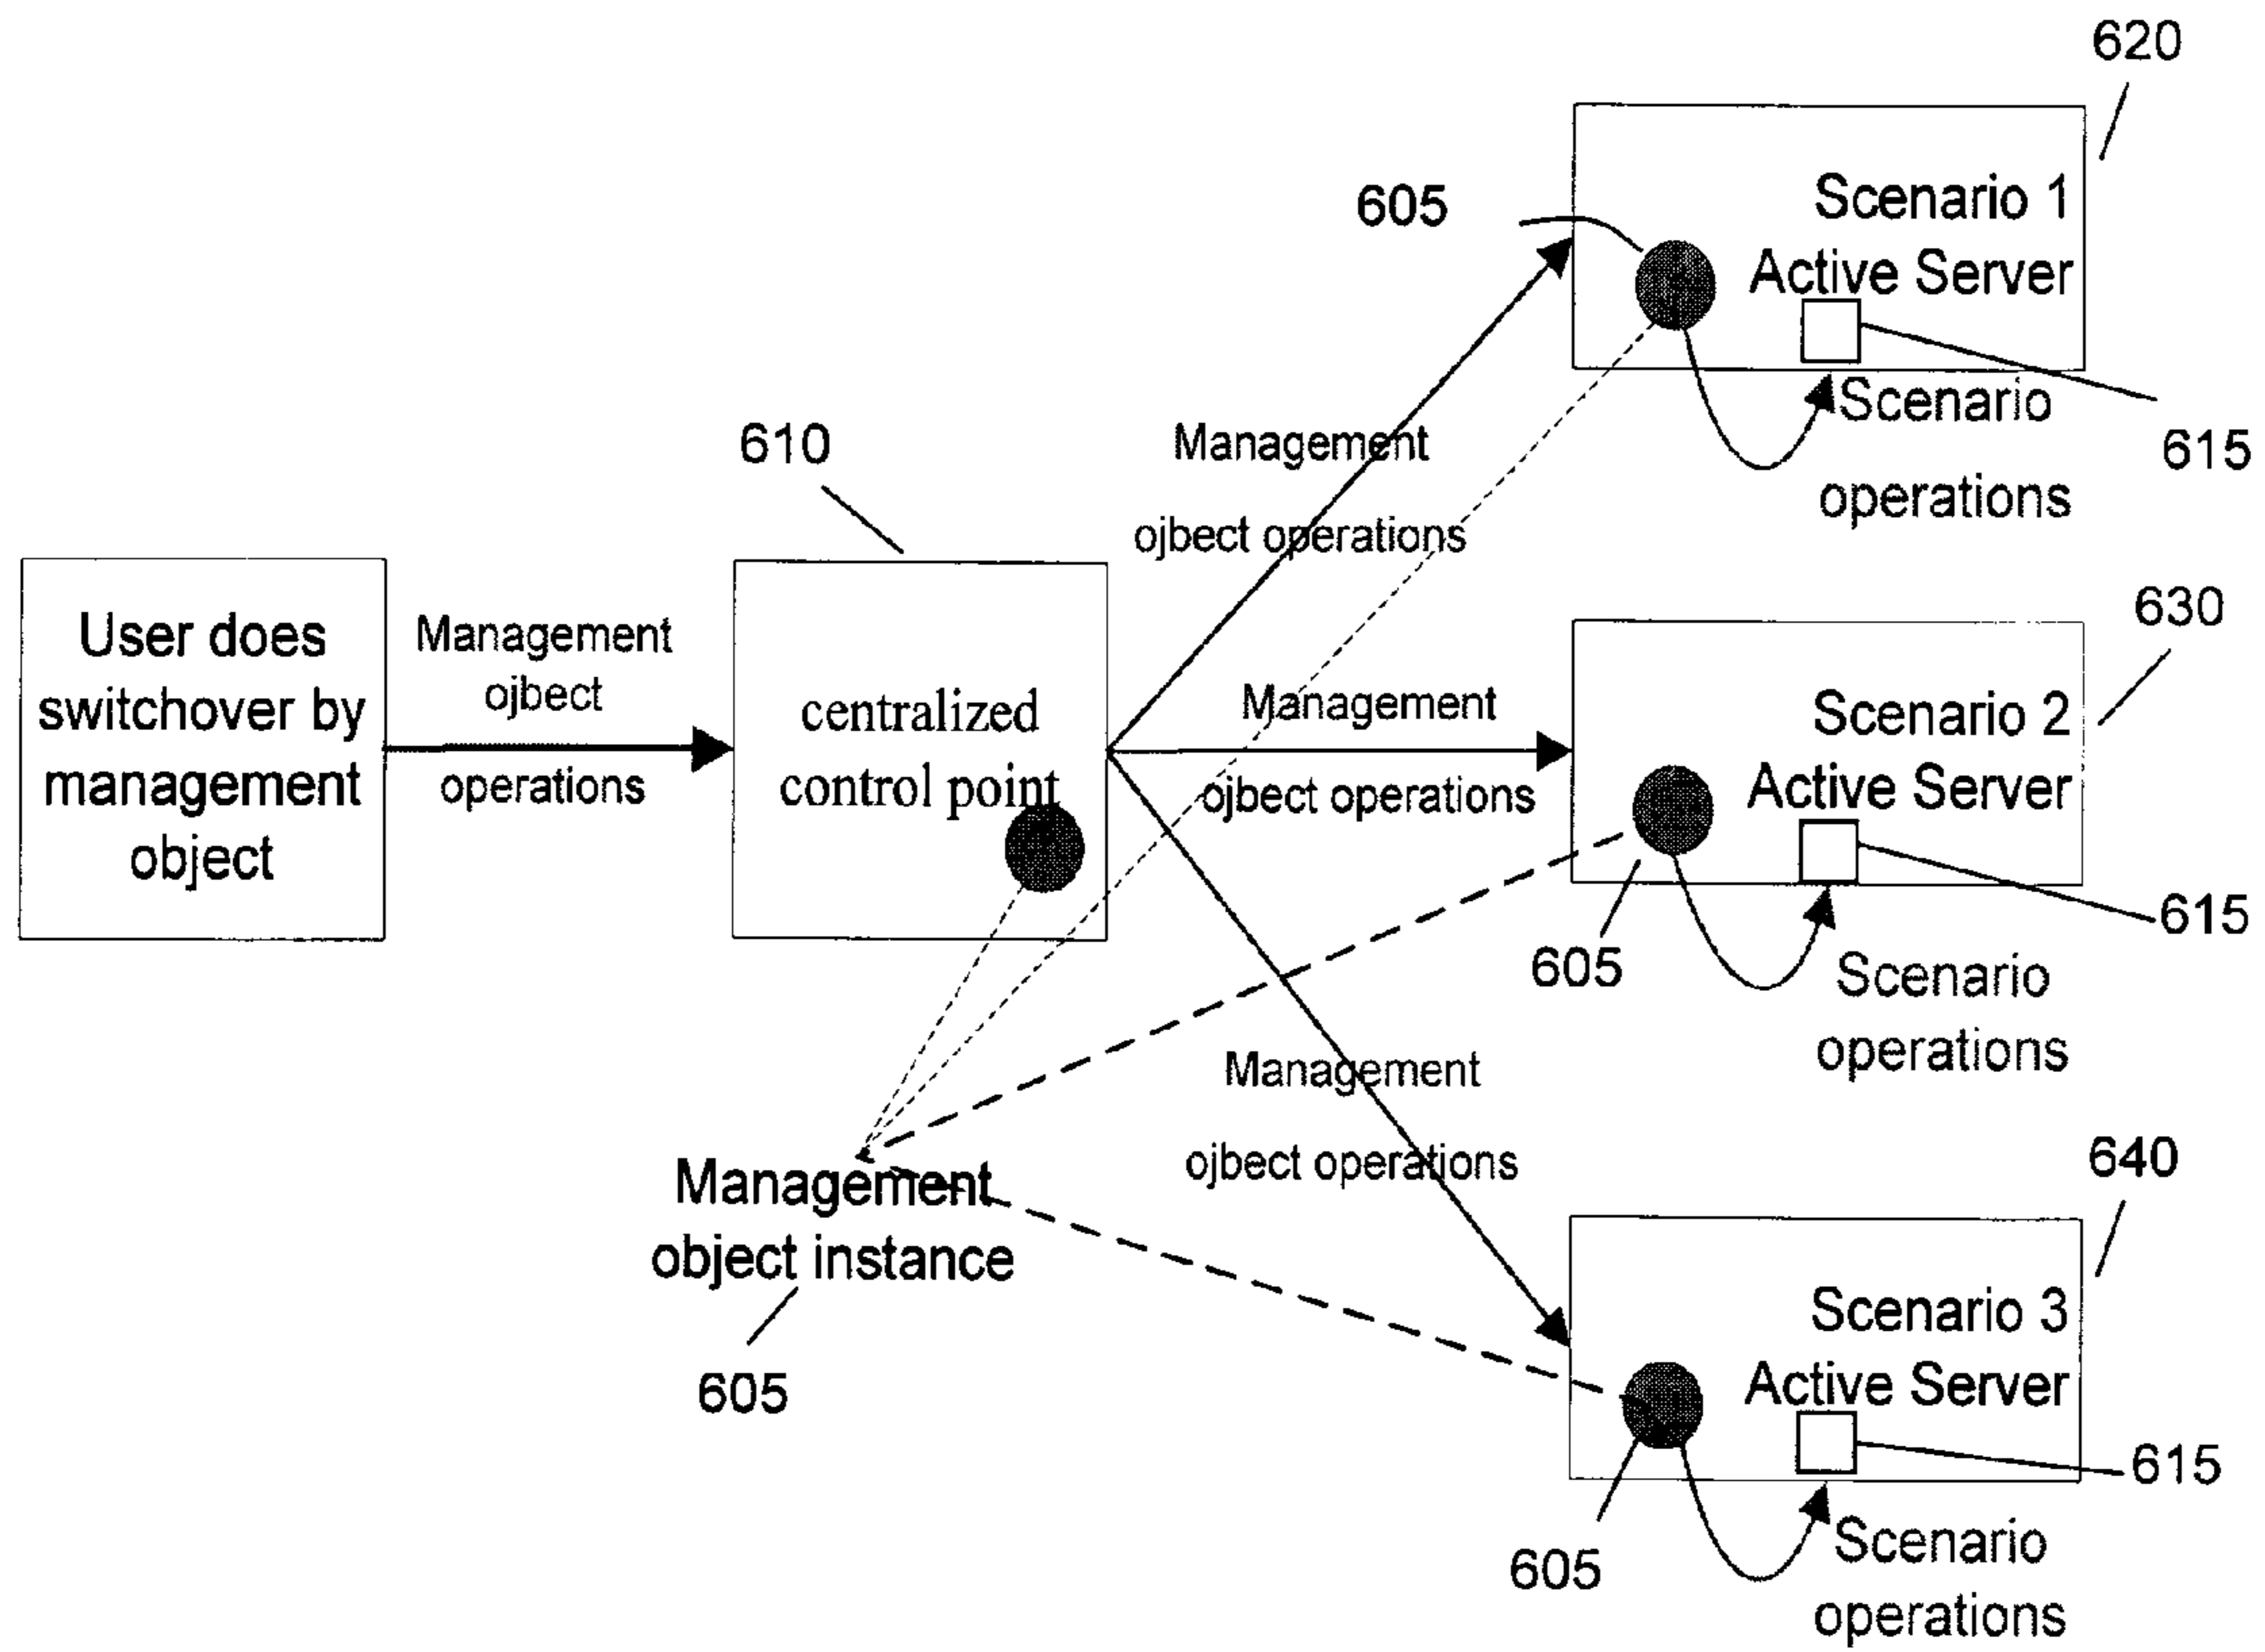 620
605
Scenario 1
Active Server
Scenario
operations
615
610
Management
ojbect operations
User does
switchover by
management
object
Management
ojbect
operations
centralized
control point
Management
ojbect operations
630
Scenario 2
Active Server
605
615
Scenario
operations
Management
ojbect operations
Management
object instance
605
640
Scenario 3
Active Server
605
615
Scenario
operations